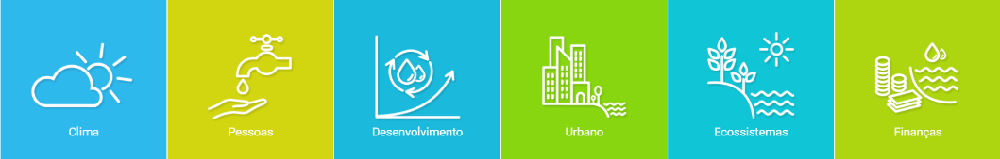 Clima
Pessoas
Desenvolvimento
Urbano
Ecossistemas
Finanças